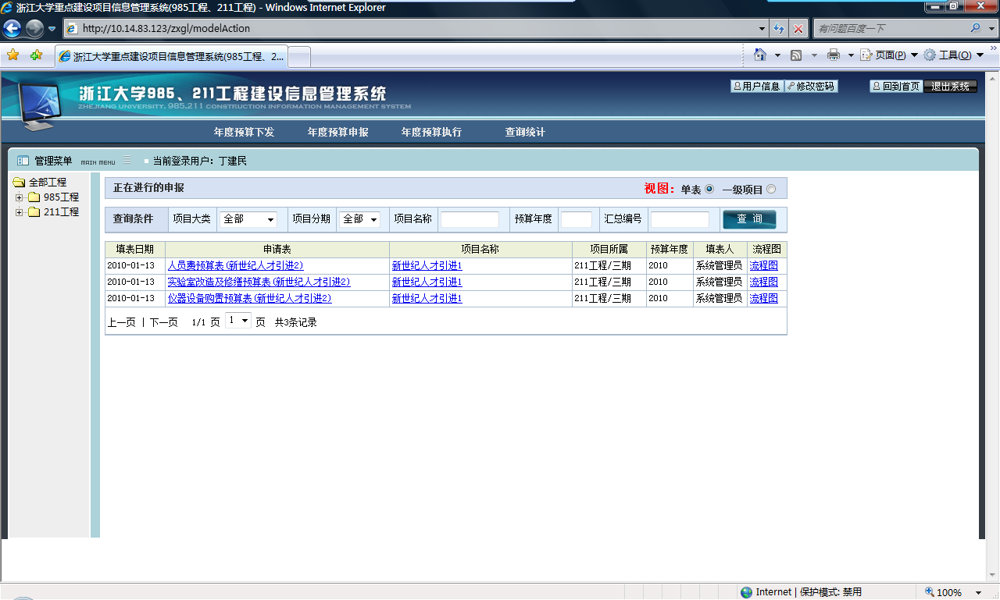 浙江大学重点建设项目信息管理系统(985工程、211工程) - Windows Internet Explorer
http://10.14.83.123/zxgl/modelAction
有问题百度一下
浙江大学重点建设项目信息管理系统(985工程、2...
页面(P)
工具(O)
浙江大学985、211工程建设信息管理系统
ZHEJIANG UNIVERSITY, 985,211 CONSTRUCTION INFORMATION MANAGEMENT SYSTEM
用户信息 修改密码 回到首页 退出系统
年度预算下发 年度预算申报 年度预算执行 查询统计
管理菜单 MAIN MENU 当前登录用户：丁建民
全部工程
985工程
211工程
正在进行的申报 视图： 单表 一级项目
查询条件 项目大类 全部 项目分期 全部 项目名称 预算年度 汇总编号 查 询
填表日期 申请表 项目名称 项目所属 预算年度 填表人 流程图
2010-01-13 人员费预算表(新世纪人才引进2) 新世纪人才引进1 211工程/三期 2010 系统管理员 流程图
2010-01-13 实验室改造及修缮预算表(新世纪人才引进2) 新世纪人才引进1 211工程/三期 2010 系统管理员 流程图
2010-01-13 仪器设备购置预算表(新世纪人才引进2) 新世纪人才引进1 211工程/三期 2010 系统管理员 流程图
上一页 | 下一页 1/1 页 1 页 共3条记录
Internet | 保护模式: 禁用 100%